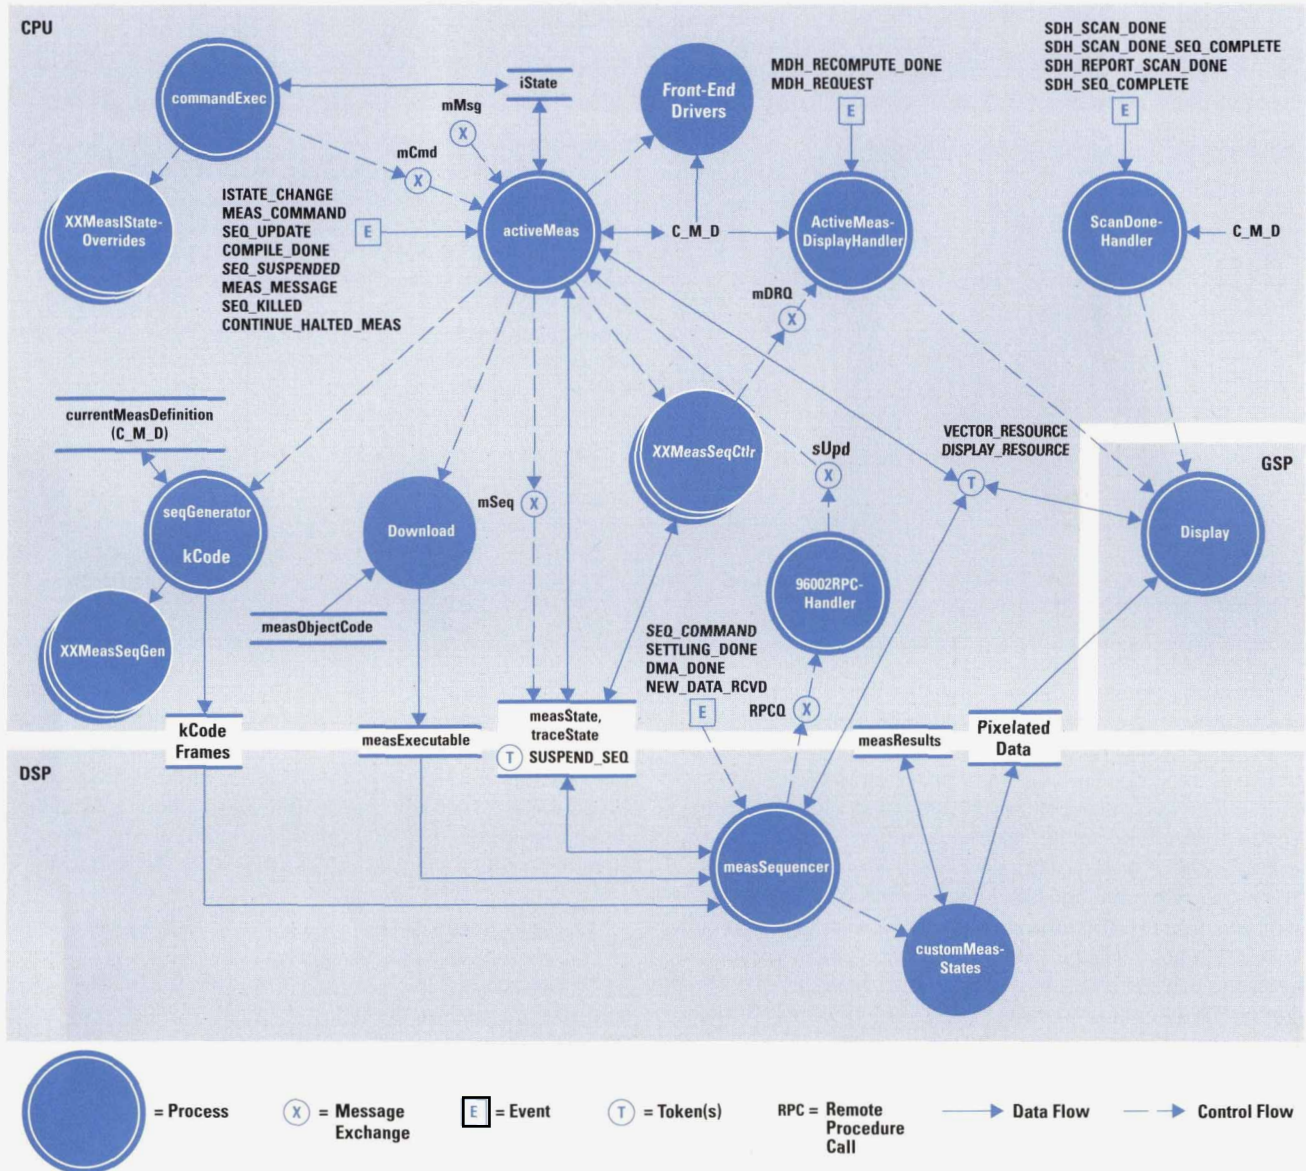 CPU
commandExec
iState
mMsg
X
mCmd
X
Front-End
Drivers
MDH_RECOMPUTE_DONE
MDH_REQUEST
E
SDH_SCAN_DONE
SDH_SCAN_DONE_SEQ_COMPLETE
SDH_REPORT_SCAN_DONE
SDH_SEQ_COMPLETE
E
XXMeasIState-
Overrides
ISTATE_CHANGE
MEAS_COMMAND
SEQ_UPDATE
COMPILE_DONE
SEQ_SUSPENDED
MEAS_MESSAGE
SEQ_KILLED
CONTINUE_HALTED_MEAS
E
activeMeas
C_M_D
ActiveMeas-
DisplayHandler
ScanDone-
Handler
C_M_D
mDRQ
X
currentMeasDefinition
(C_M_D)
seqGenerator
kCode
Download
mSeq
X
XXMeasSeqCtlr
sUpd
X
VECTOR_RESOURCE
DISPLAY_RESOURCE
T
GSP
Display
XXMeasSeqGen
measObjectCode
96002RPC-
Handler
SEQ_COMMAND
SETTLING_DONE
DMA_DONE
NEW_DATA_RCVD
E
RPCQ
X
kCode
Frames
measExecutable
measState,
traceState
T SUSPEND_SEQ
measResults
Pixelated
Data
DSP
measSequencer
customMeas-
States
= Process
X = Message
Exchange
E = Event
T = Token(s)
RPC = Remote
Procedure
Call
Data Flow
Control Flow